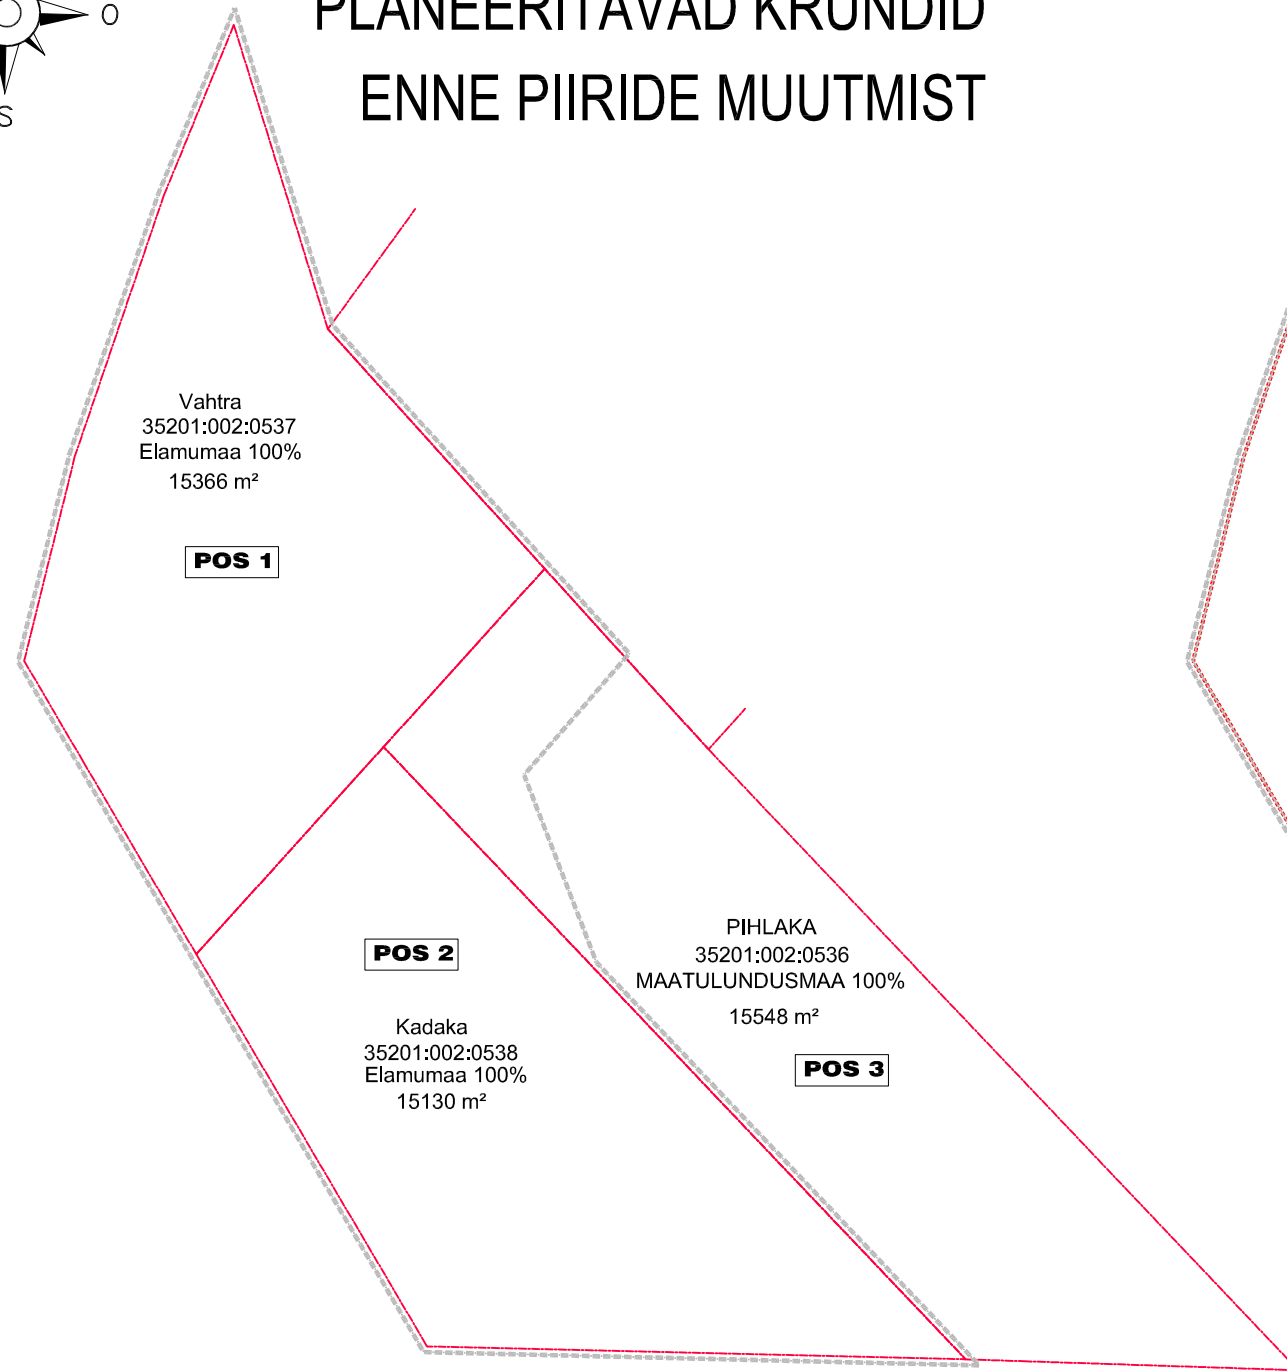 O
S
PLANEERITAVAD KRUNDID
ENNE PIIRIDE MUUTMIST
Vahtra
35201:002:0537
Elamumaa 100%
15366 m²
POS 1
POS 2
Kadaka
35201:002:0538
Elamumaa 100%
15130 m²
PIHLAKA
35201:002:0536
MAATULUNDUSMAA 100%
15548 m²
POS 3